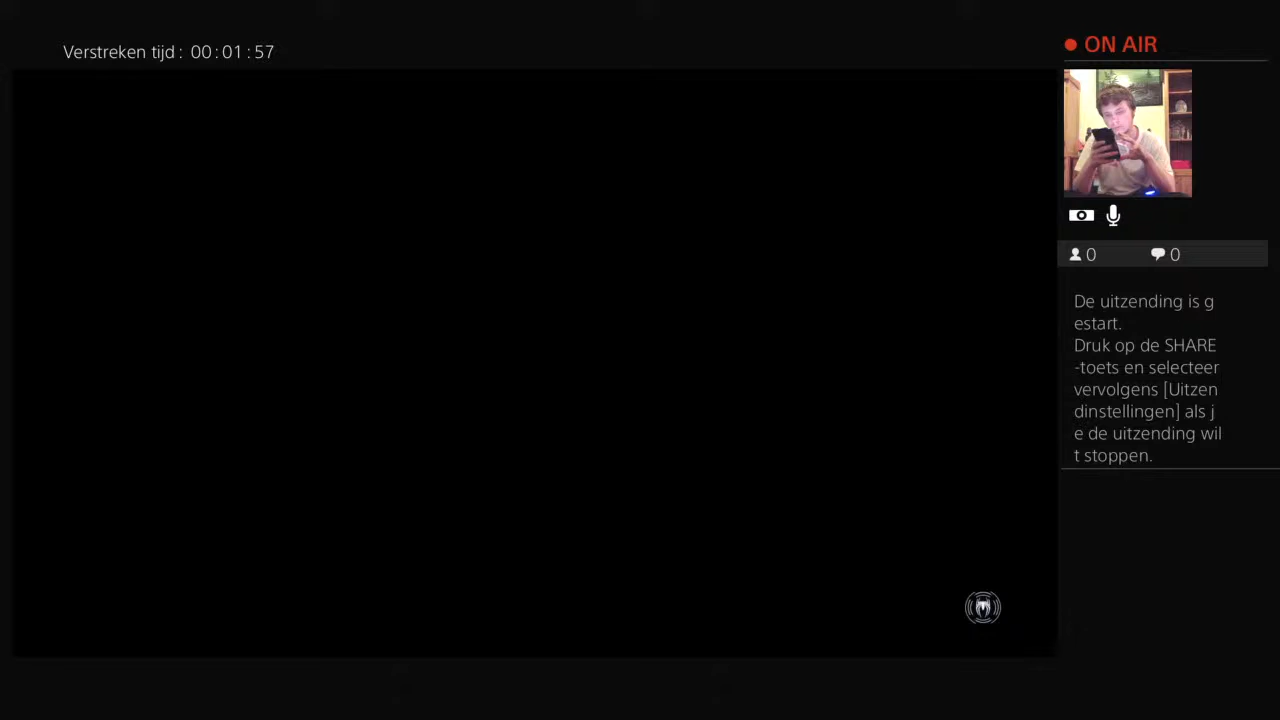 Verstreken tijd : 00:01:57
ON AIR
0 0
De uitzending is g
estart.
Druk op de SHARE
-toets en selecteer
vervolgens [Uitzen
dinstellingen] als j
e de uitzending wil
t stoppen.